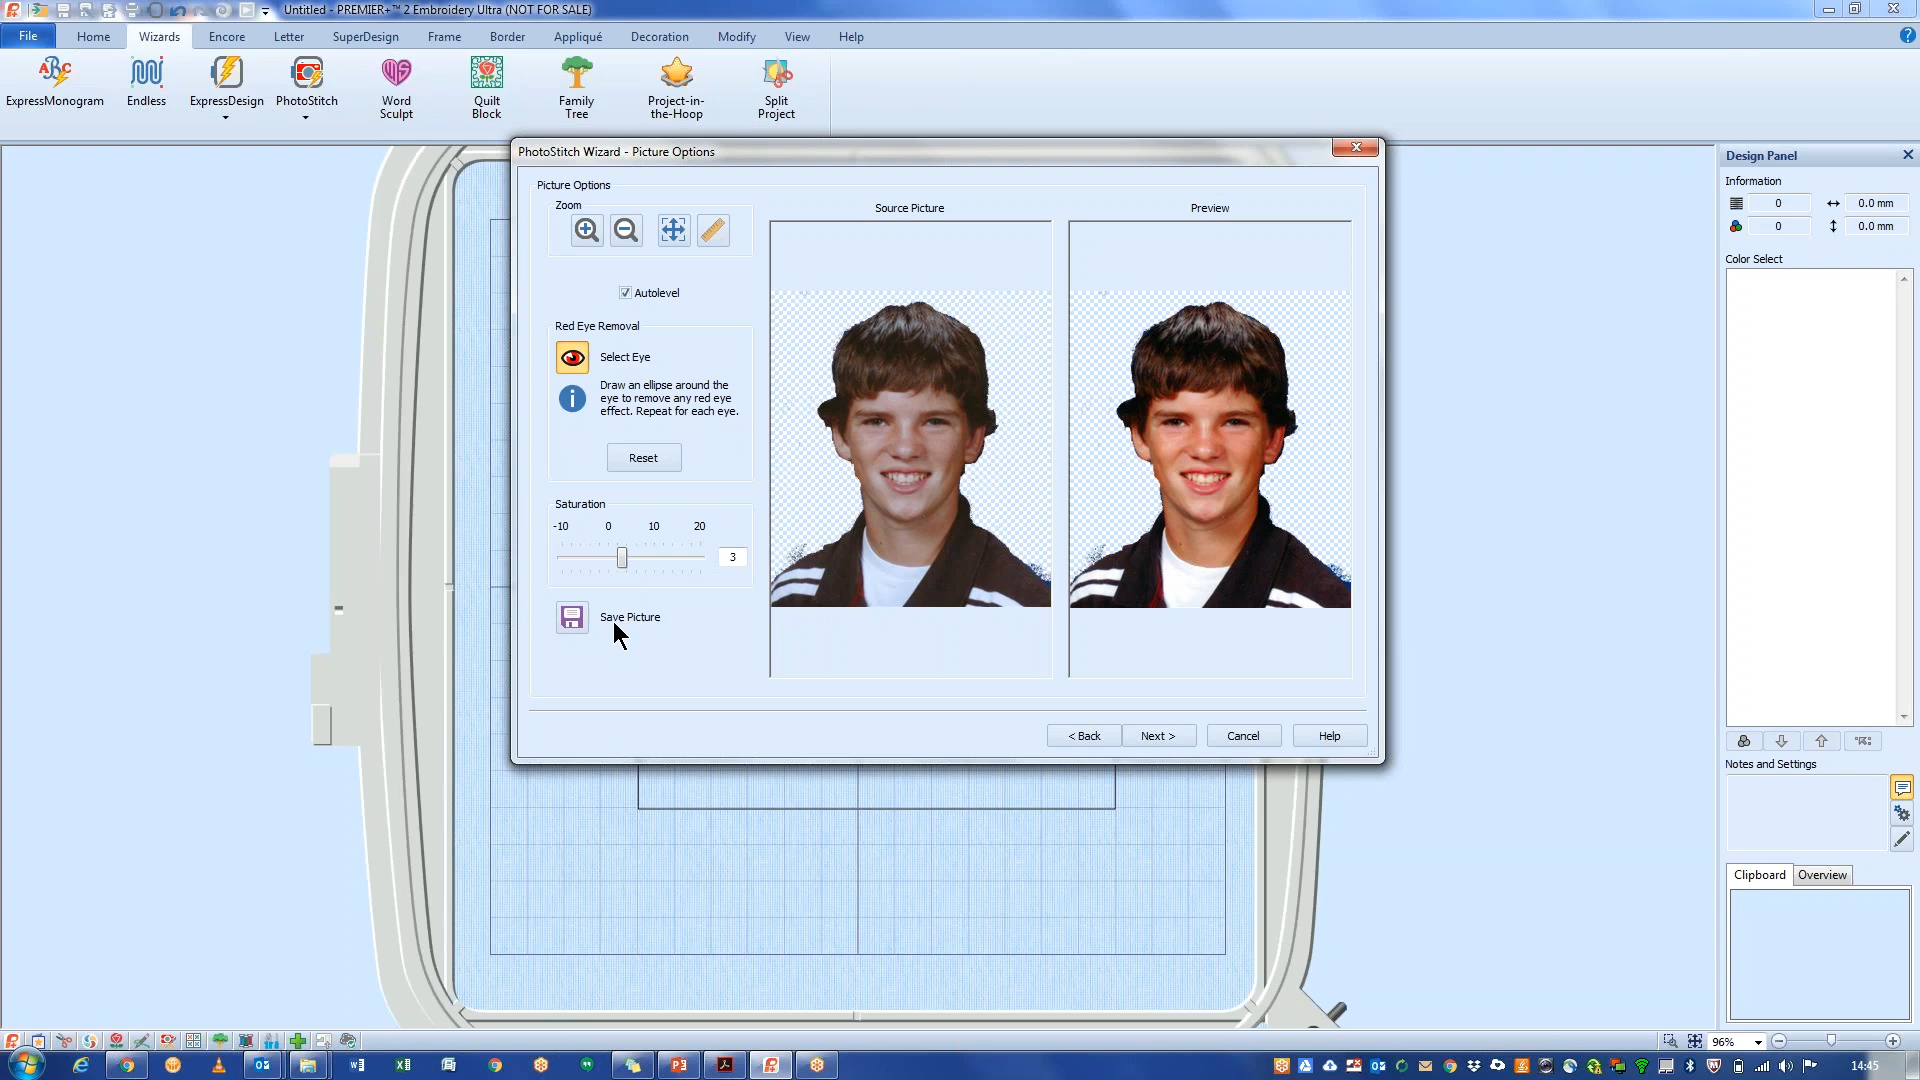 Untitled - PREMIER+™ 2 Embroidery Ultra (NOT FOR SALE)
File Home Wizards Encore Letter SuperDesign Frame Border Appliqué Decoration Modify View Help
ABC
ExpressMonogram Endless ExpressDesign PhotoStitch Word Sculpt Quilt Block Family Tree Project-in-the-Hoop Split Project
PhotoStitch Wizard - Picture Options
Picture Options
Zoom
Source Picture
Preview
Autolevel
Red Eye Removal
Select Eye
Draw an ellipse around the
eye to remove any red eye
effect. Repeat for each eye.
Reset
Saturation
-10 0 10 20
3
Save Picture
< Back Next > Cancel Help
Design Panel
Information
0 0.0 mm
0 0.0 mm
Color Select
Notes and Settings
Clipboard Overview
96%
14:45